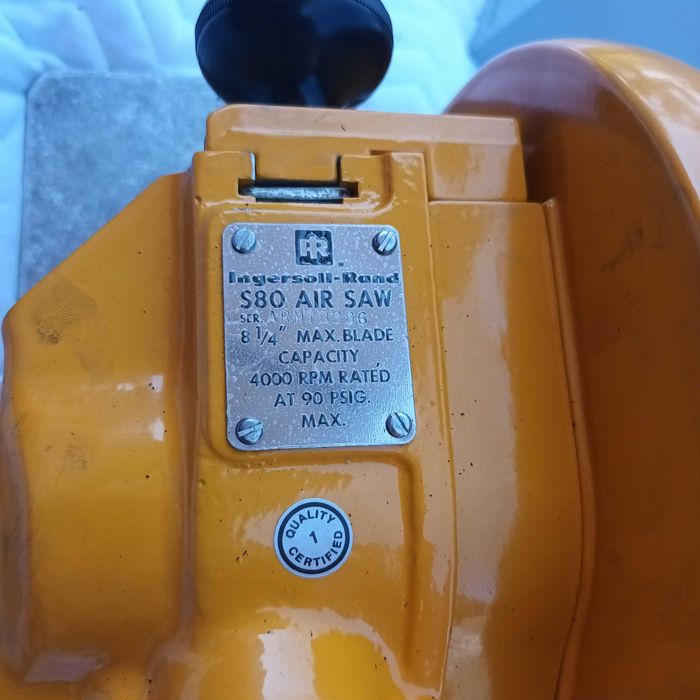 IR
Ingersoll-Rand
S80 AIR SAW
SER.
8 1/4" MAX. BLADE
CAPACITY
4000 RPM RATED
AT 90 PSIG.
MAX.
QUALITY
1
CERTIFIED